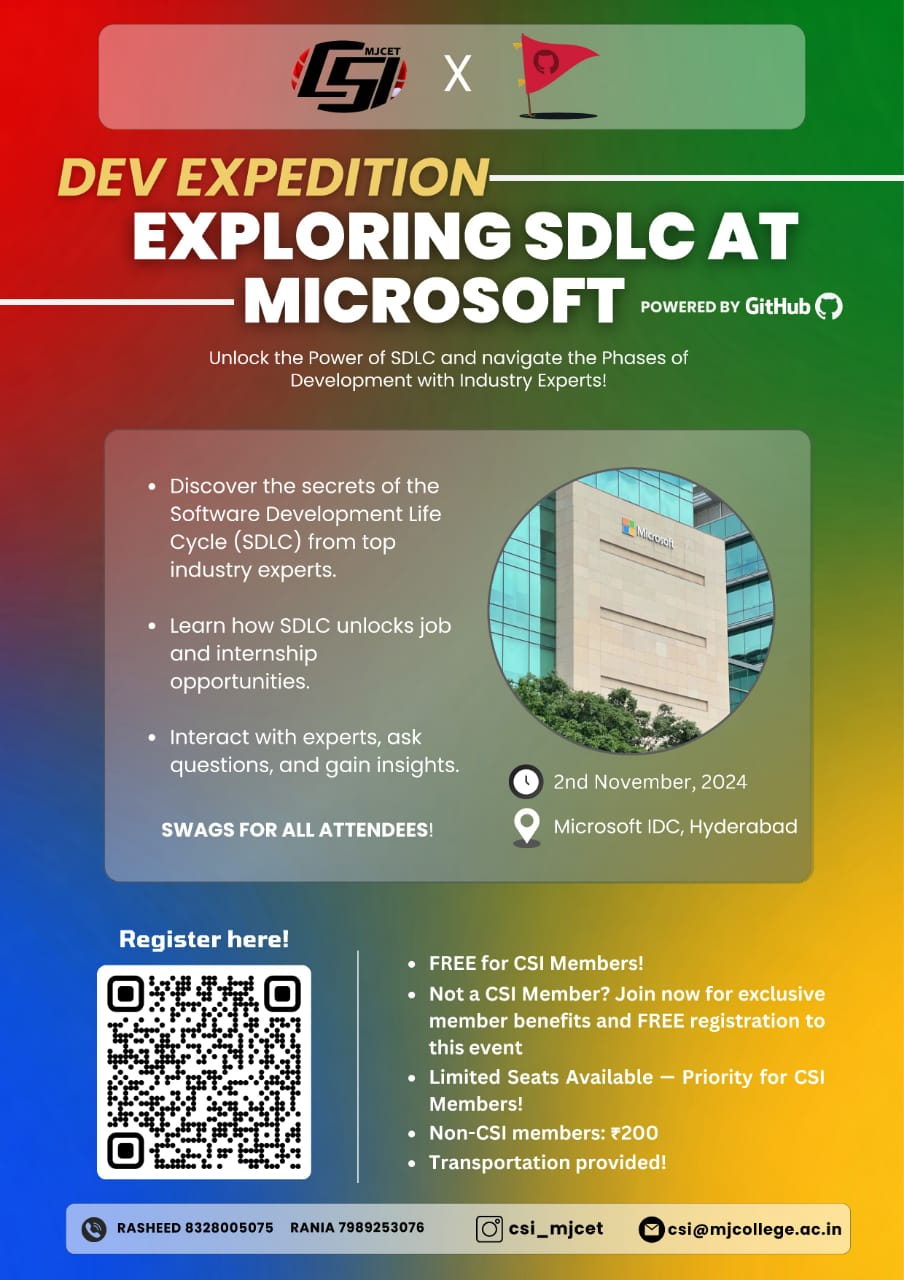 MJCET
CSI X
DEV EXPEDITION
EXPLORING SDLC AT
MICROSOFT POWERED BY GitHub
Unlock the Power of SDLC and navigate the Phases of
Development with Industry Experts!
• Discover the secrets of the
Software Development Life
Cycle (SDLC) from top
industry experts.
• Learn how SDLC unlocks job
and internship
opportunities.
• Interact with experts, ask
questions, and gain insights.
SWAGS FOR ALL ATTENDEES!
Microsoft
2nd November, 2024
Microsoft IDC, Hyderabad
Register here!
• FREE for CSI Members!
• Not a CSI Member? Join now for exclusive
member benefits and FREE registration to
this event
• Limited Seats Available — Priority for CSI
Members!
• Non-CSI members: ₹200
• Transportation provided!
RASHEED 8328005075 RANIA 7989253076 csi_mjcet csi@mjcollege.ac.in